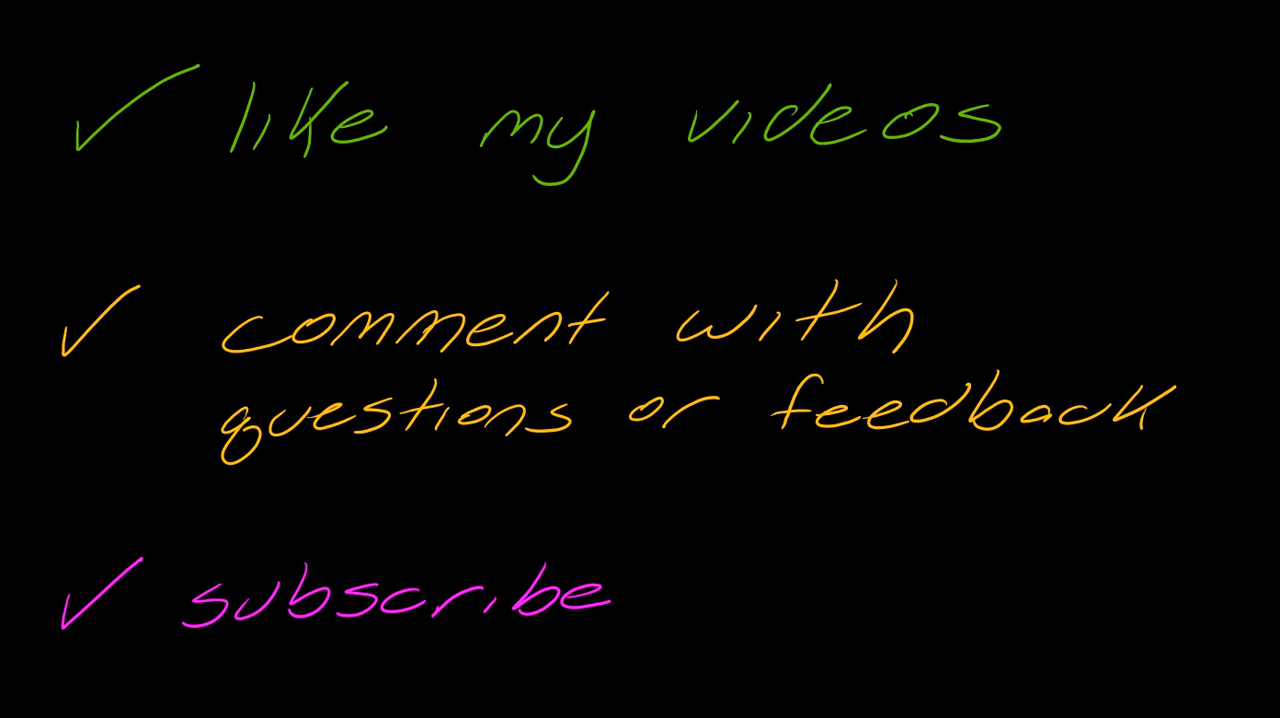 ✓ like my videos
✓ comment with
questions or feedback
✓ subscribe